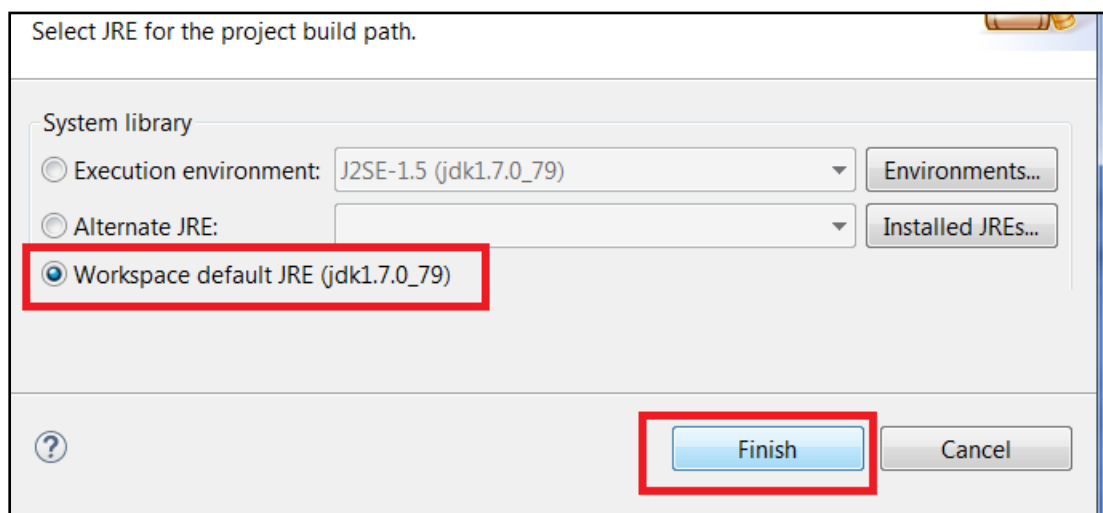 Select JRE for the project build path.
System library
Execution environment: J2SE-1.5 (jdk1.7.0_79) Environments...
Alternate JRE: Installed JREs...
Workspace default JRE (jdk1.7.0_79)
? Finish Cancel